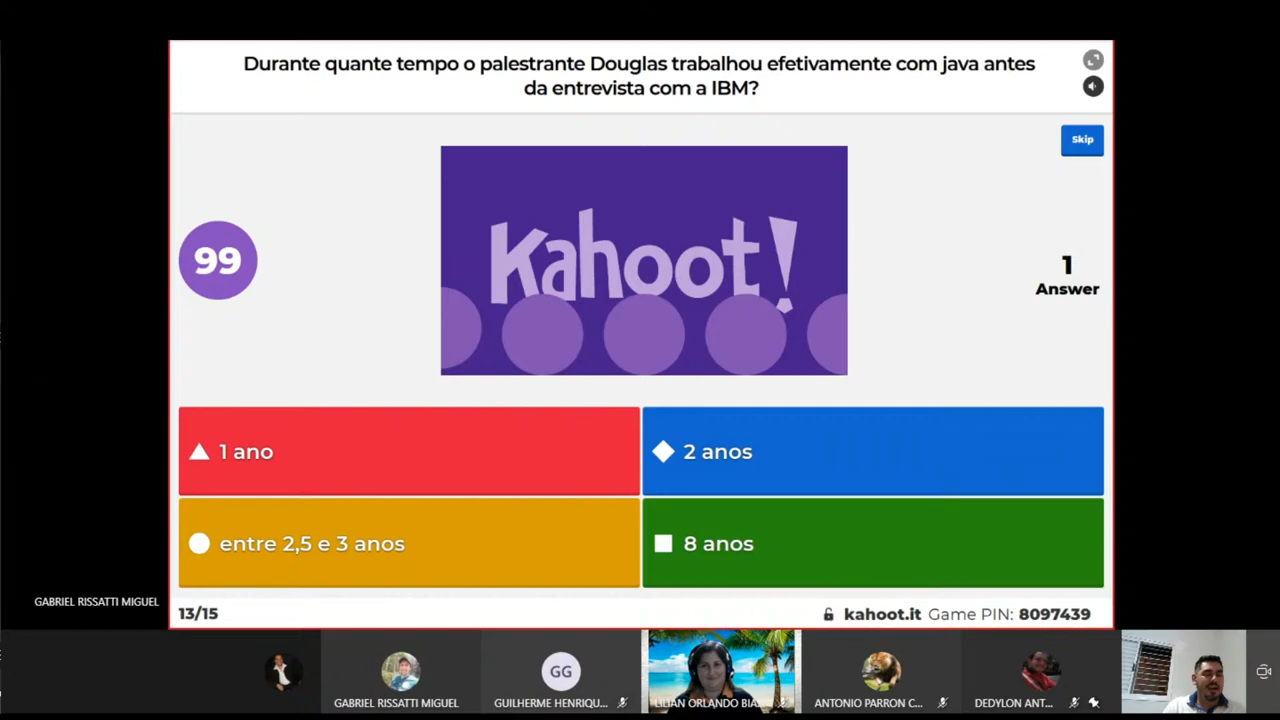 Durante quante tempo o palestrante Douglas trabalhou efetivamente com java antes
da entrevista com a IBM?
Skip
99
Kahoot!
1
Answer
1 ano
2 anos
entre 2,5 e 3 anos
8 anos
GABRIEL RISSATTI MIGUEL
13/15
kahoot.it Game PIN: 8097439
GG
GABRIEL RISSATTI MIGUEL
GUILHERME HENRIQU...
LILIAN ORLANDO BIA...
ANTONIO PARRON C...
DEDYLON ANT...